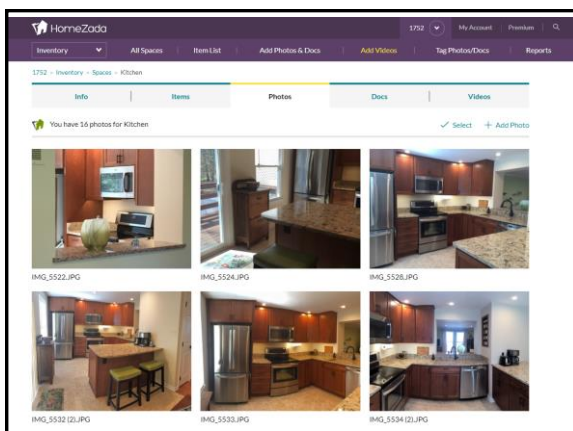 HomeZada
1752 My Account Premium
Inventory All Spaces Item List Add Photos & Docs Add Videos Tag Photos/Docs Reports
1752 - Inventory - Spaces - Kitchen
Info Items Photos Docs Videos
You have 16 photos for Kitchen Select + Add Photo
IMG_5522.JPG IMG_5524.JPG IMG_5528.JPG
IMG_5532 (2).JPG IMG_5533.JPG IMG_5534 (2).JPG